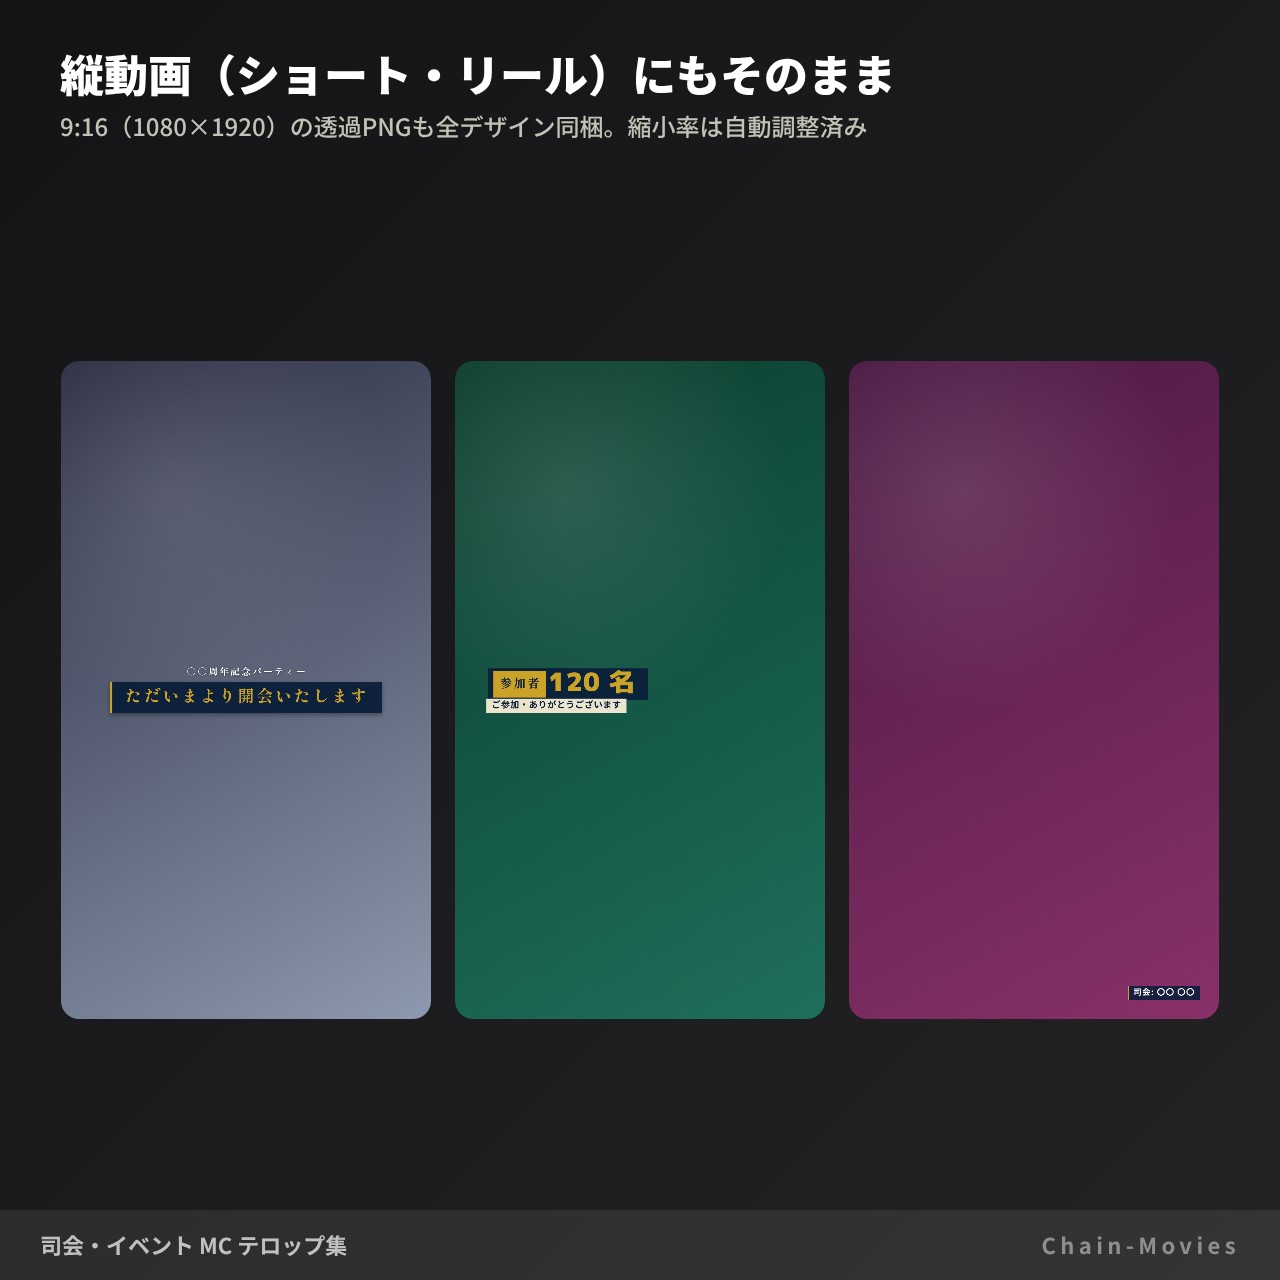 縦動画（ショート・リール）にもそのまま
9:16（1080×1920）の透過PNGも全デザイン同梱。縮小率は自動調整済み
〇〇周年記念パーティー
ただいまより開会いたします
参加者 120 名
ご参加・ありがとうございます
司会: 〇〇 〇〇
司会・イベント MC テロップ集
Chain-Movies